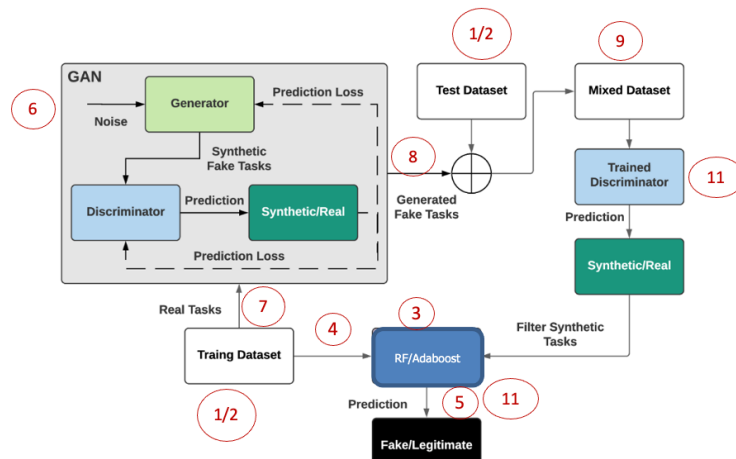 1/2
9
GAN
6
Generator
Prediction Loss
Noise
Test Dataset
Mixed Dataset
Synthetic
Fake Tasks
8
Discriminator
Prediction
Synthetic/Real
Generated
Fake Tasks
Trained
Discriminator
11
Prediction
Prediction Loss
Synthetic/Real
Real Tasks
7
4
3
Filter Synthetic
Tasks
Traing Dataset
RF/Adaboost
1/2
Prediction
5
11
Fake/Legitimate